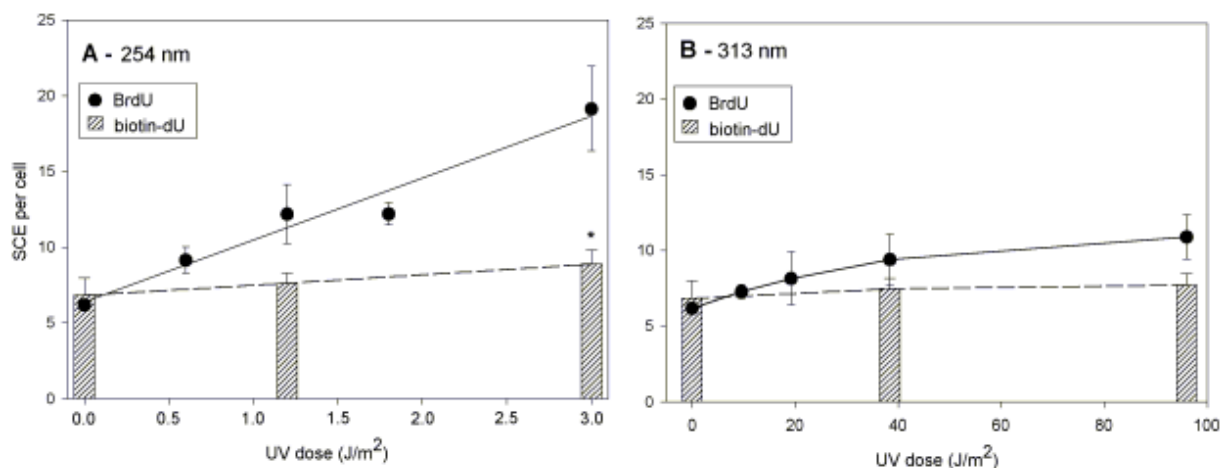 A - 254 nm
BrdU
biotin-dU
SCE per cell
25
20
15
10
5
0
*
0.0 0.5 1.0 1.5 2.0 2.5 3.0
UV dose (J/m²)
B - 313 nm
BrdU
biotin-dU
25
20
15
10
5
0
0 20 40 60 80 100
UV dose (J/m²)